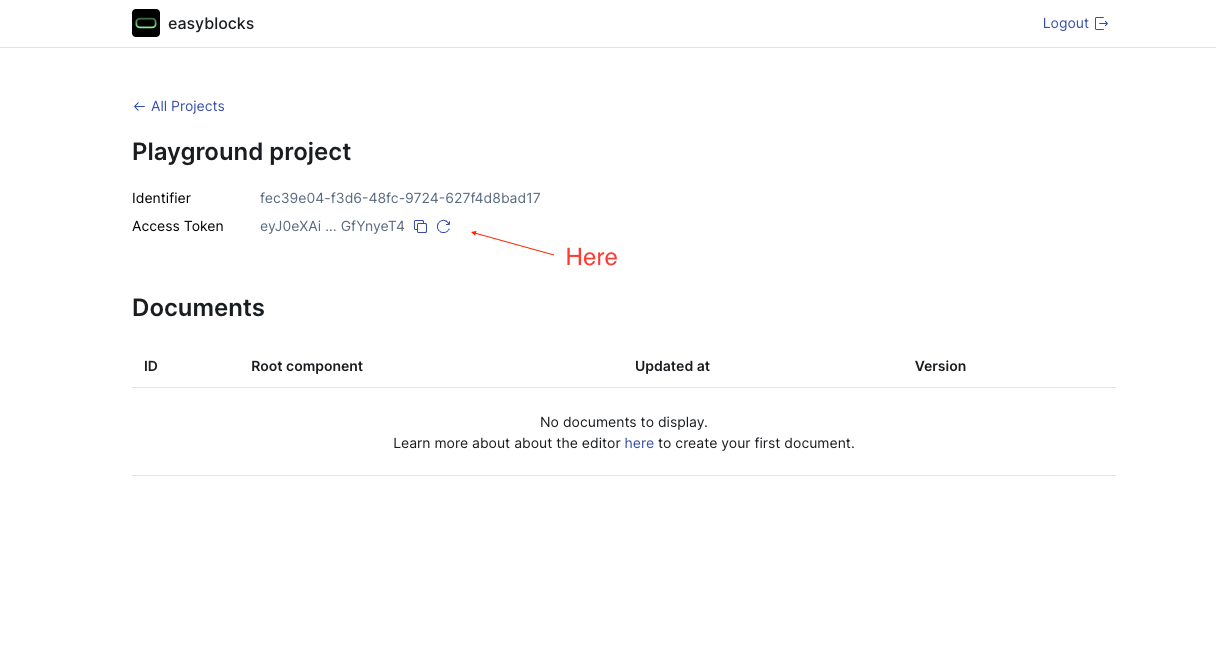 easyblocks
Logout
← All Projects
Playground project
Identifier fec39e04-f3d6-48fc-9724-627f4d8bad17
Access Token eyJ0eXAi ... GfYnyeT4
Here
Documents
ID Root component Updated at Version
No documents to display.
Learn more about about the editor here to create your first document.